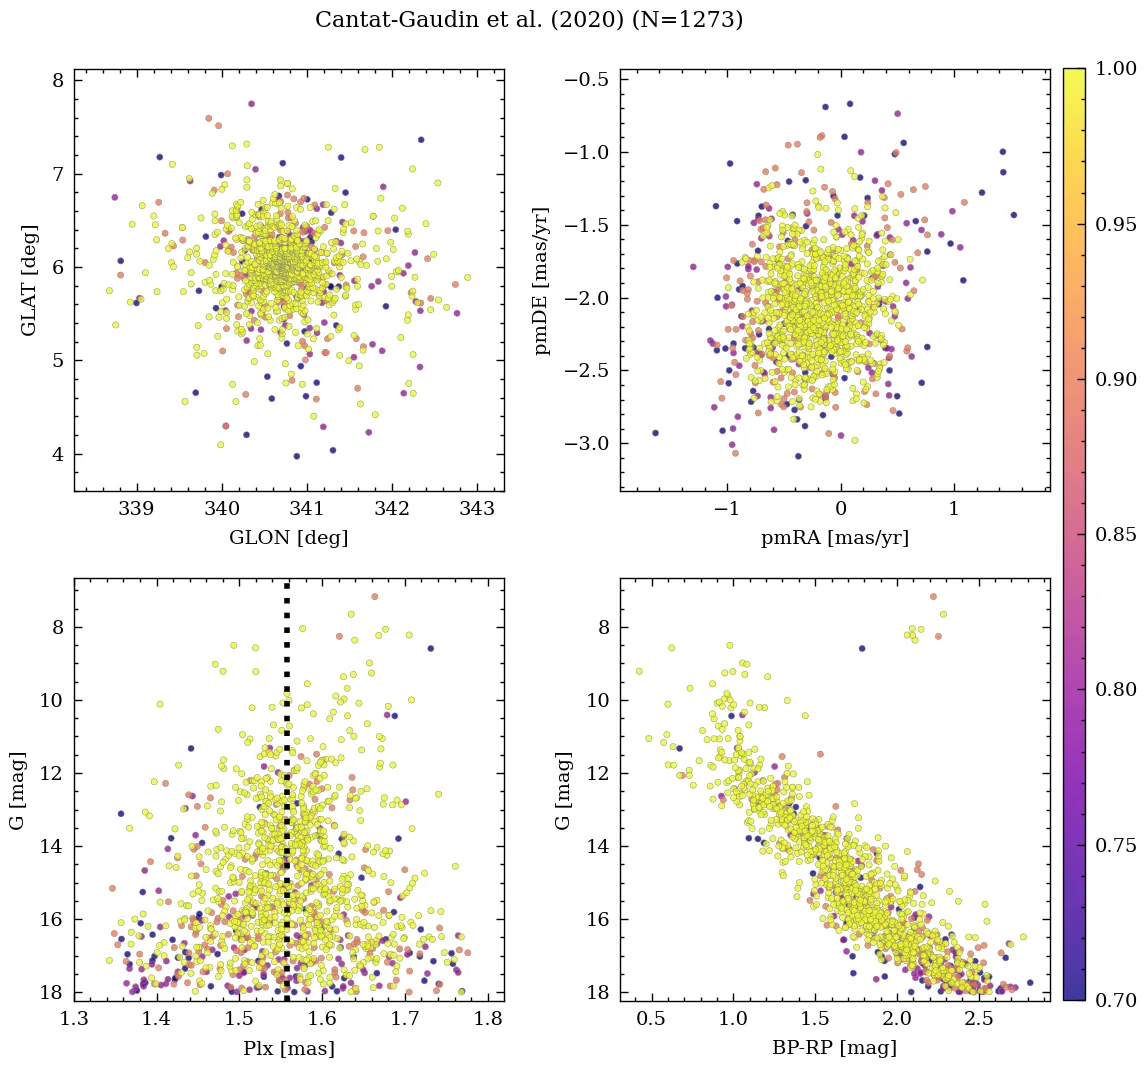 Cantat-Gaudin et al. (2020) (N=1273)
8
7
6
5
4
GLAT [deg]
339 340 341 342 343
GLON [deg]
−0.5
−1.0
−1.5
−2.0
−2.5
−3.0
pmDE [mas/yr]
−1 0 1
pmRA [mas/yr]
1.00
0.95
0.90
0.85
0.80
0.75
0.70
8
10
12
14
16
18
G [mag]
1.3 1.4 1.5 1.6 1.7 1.8
Plx [mas]
8
10
12
14
16
18
G [mag]
0.5 1.0 1.5 2.0 2.5
BP-RP [mag]